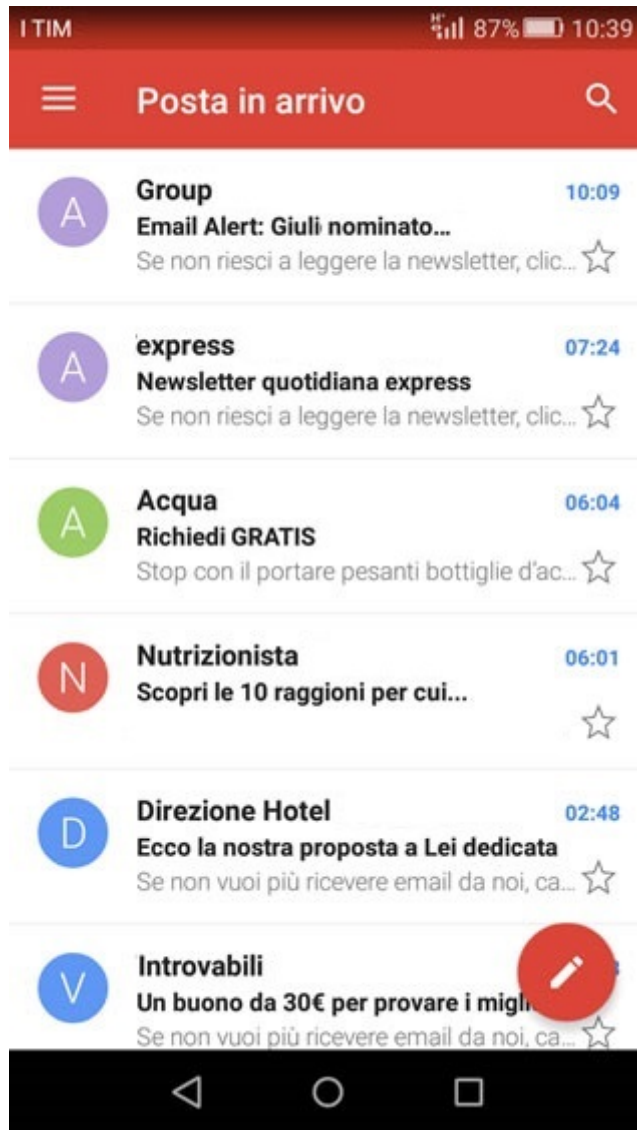 I TIM H+ 87% 10:39
Posta in arrivo
A Group 10:09
Email Alert: Giuli nominato...
Se non riesci a leggere la newsletter, clic...
A express 07:24
Newsletter quotidiana express
Se non riesci a leggere la newsletter, clic...
A Acqua 06:04
Richiedi GRATIS
Stop con il portare pesanti bottiglie d'ac...
N Nutrizionista 06:01
Scopri le 10 raggioni per cui...
D Direzione Hotel 02:48
Ecco la nostra proposta a Lei dedicata
Se non vuoi più ricevere email da noi, ca...
V Introvabili
Un buono da 30€ per provare i
Se non vuoi più ricevere email da noi, ca...